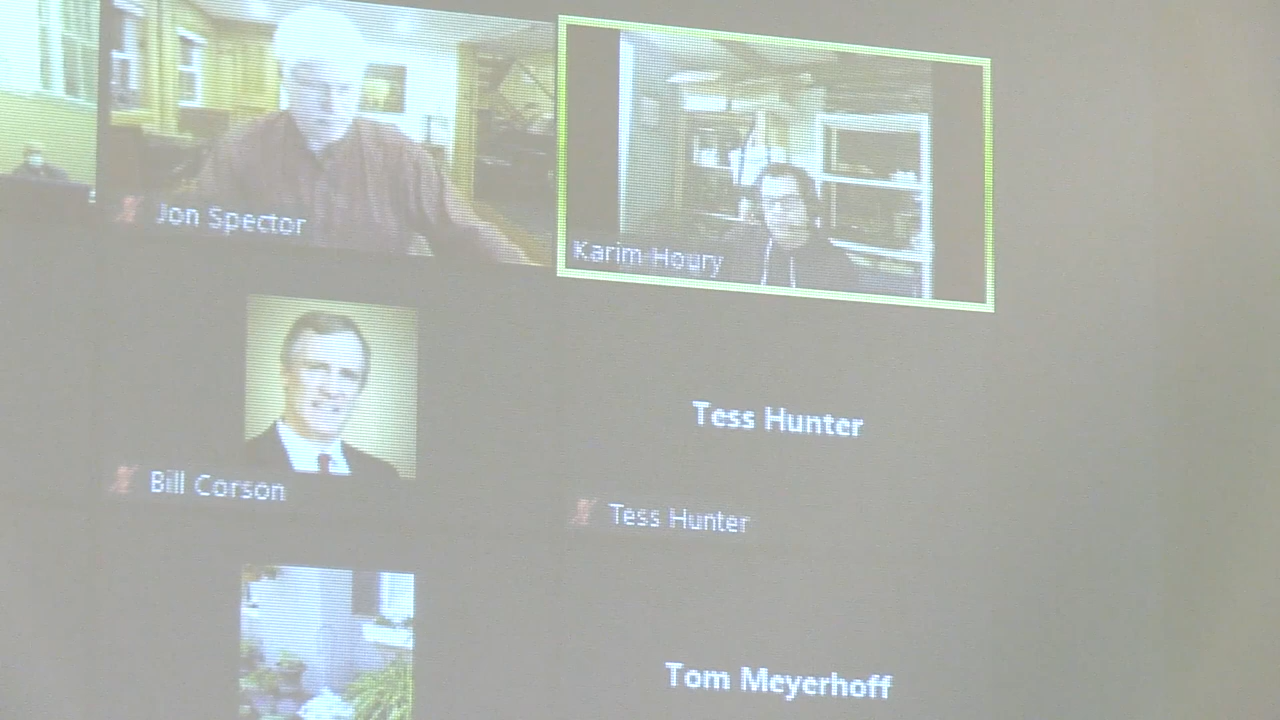 Jon Spector
Karim Houry
Bill Corson
Tess Hunter
Tess Hunter
Tom Meyerhoff